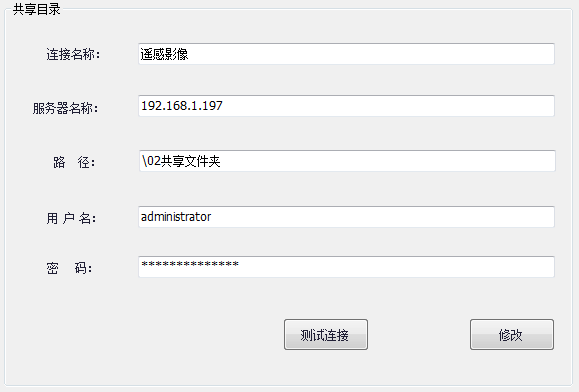 共享目录
连接名称: 遥感影像
服务器名称: 192.168.1.197
路 径: \02共享文件夹
用 户 名: administrator
密 码: **************
测试连接 修改